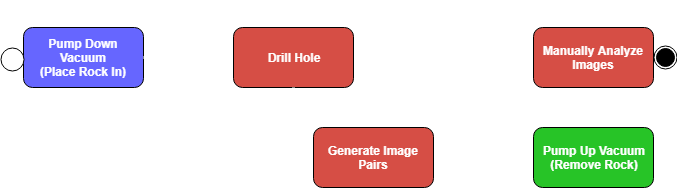 Pump Down
Vacuum
(Place Rock In)
Drill Hole
Manually Analyze
Images
Generate Image
Pairs
Pump Up Vacuum
(Remove Rock)